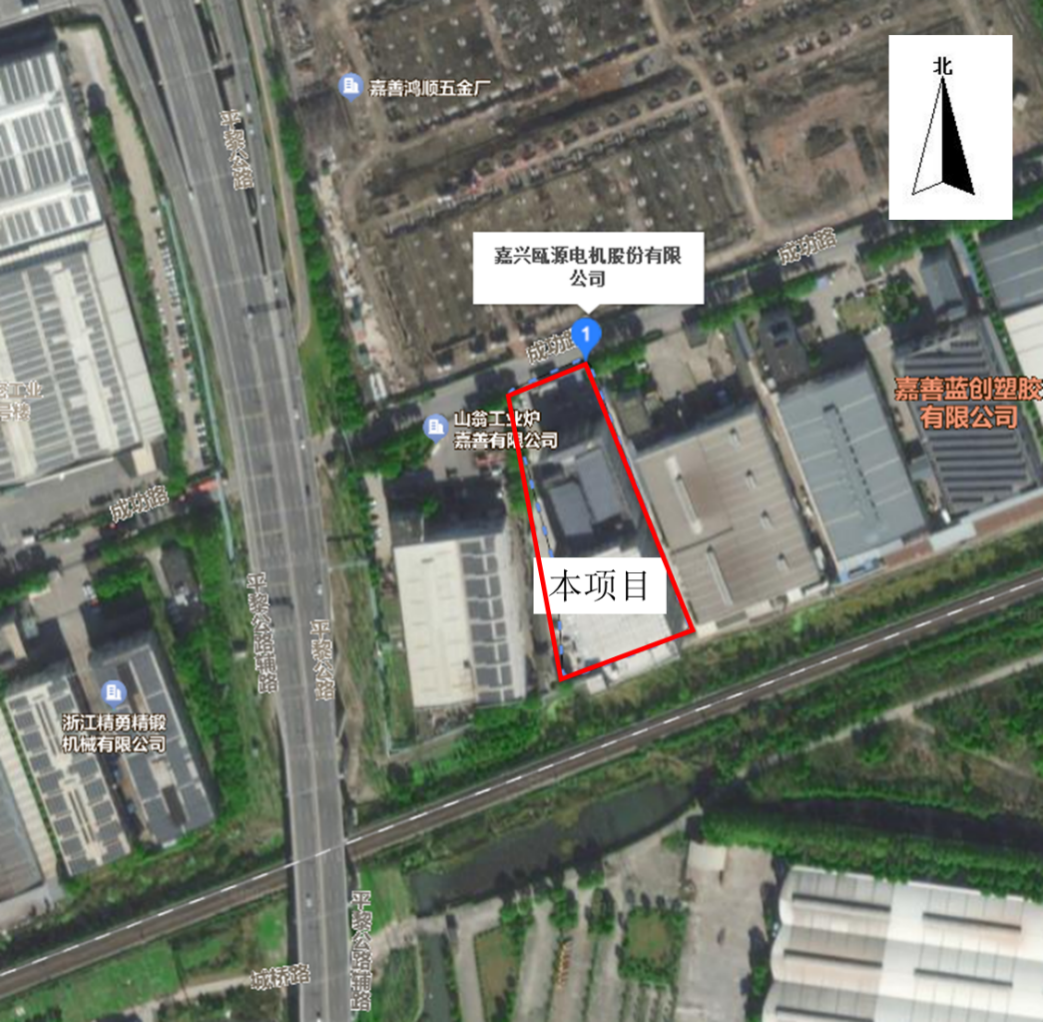 北
嘉善鸿顺五金厂
平黎公路
成功路
嘉兴瓯源电机股份有限
公司
1
成功路
嘉善蓝创塑胶
有限公司
山翁工业炉
嘉善有限公司
成功路
本项目
平黎公路辅路
平黎公路
浙江精勇精锻
机械有限公司
平黎公路辅路
城桥路